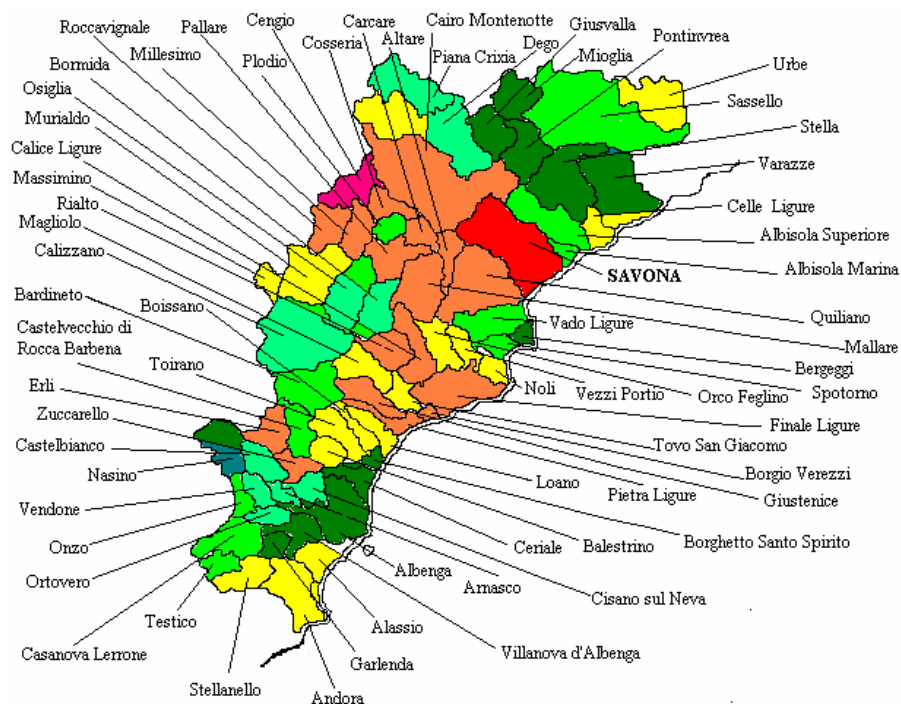 Roccavignale
Pallare
Cengio
Carcare
Cairo Montenotte
Giusvalla
Millesimo
Plodio
Cosseria
Altare
Dego
Mioglia
Pontinvrea
Bormida
Piana Crixia
Urbe
Osiglia
Sassello
Murialdo
Stella
Calice Ligure
Varazze
Massimino
Rialto
Celle Ligure
Magliolo
Albisola Superiore
Calizzano
SAVONA
Albisola Marina
Bardineto
Boissano
Quiliano
Castelvecchio di
Rocca Barbena
Vado Ligure
Mallare
Toirano
Bergeggi
Erli
Noli
Vezzi Portio
Orco Feglino
Spotorno
Zuccarello
Finale Ligure
Castelbianco
Tovo San Giacomo
Nasino
Loano
Borgio Verezzi
Pietra Ligure
Giustenice
Vendone
Onzo
Ceriale
Balestrino
Borghetto Santo Spirito
Ortovero
Albenga
Arnasco
Cisano sul Neva
Testico
Alassio
Casanova Lerrone
Garlenda
Villanova d'Albenga
Stellanello
Andora